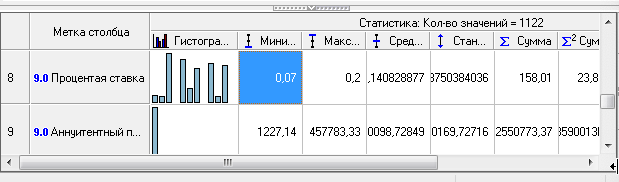 Статистика: Кол-во значений = 1122
Метка столбца Гистогра... Мини... Макс... Сред... Стан... Σ Сумма Σ² Сум
8 9.0 Процентая ставка 0,07 0,2 ,140828877 3750384036 158,01 23,8
9 9.0 Аннуитентный п... 1227,14 457783,33 0098,72849 0169,72716 2550773,37